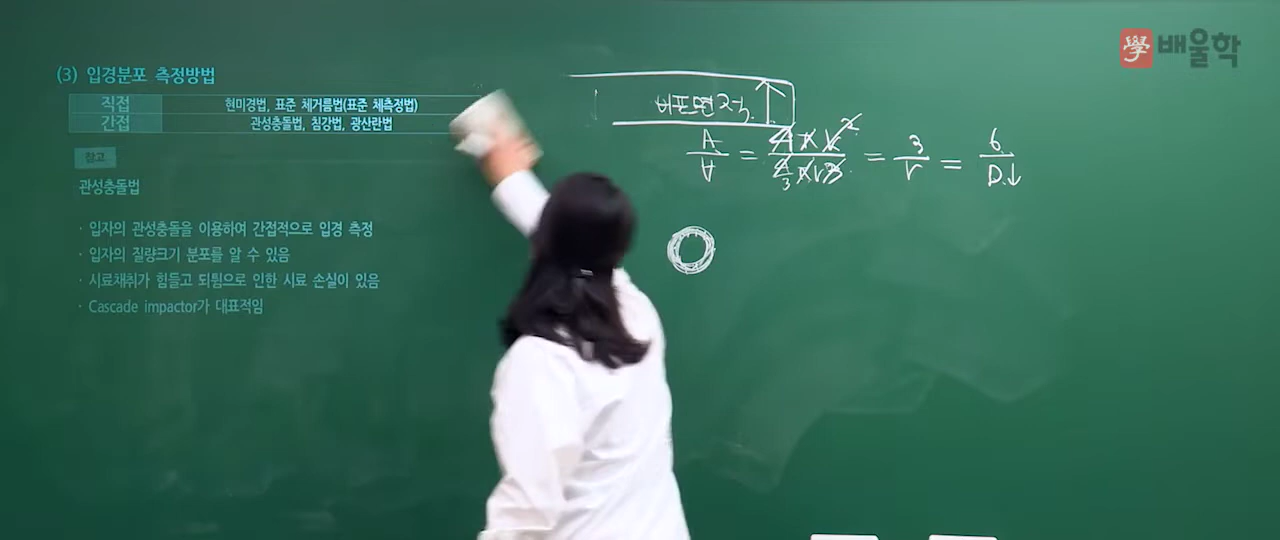 學 배울학
(3) 입경분포 측정방법
직접 현미경법, 표준 체거름법(표준 체측정법)
간접 관성충돌법, 침강법, 광산란법
참고
관성충돌법
· 입자의 관성충돌을 이용하여 간접적으로 입경 측정
· 입자의 질량크기 분포를 알 수 있음
· 시료채취가 힘들고 되튐으로 인한 시료 손실이 있음
· Cascade impactor가 대표적임
비표면적 ↑
A/V = 4πr²/(4/3 πr³) = 3/r = 6/D↓